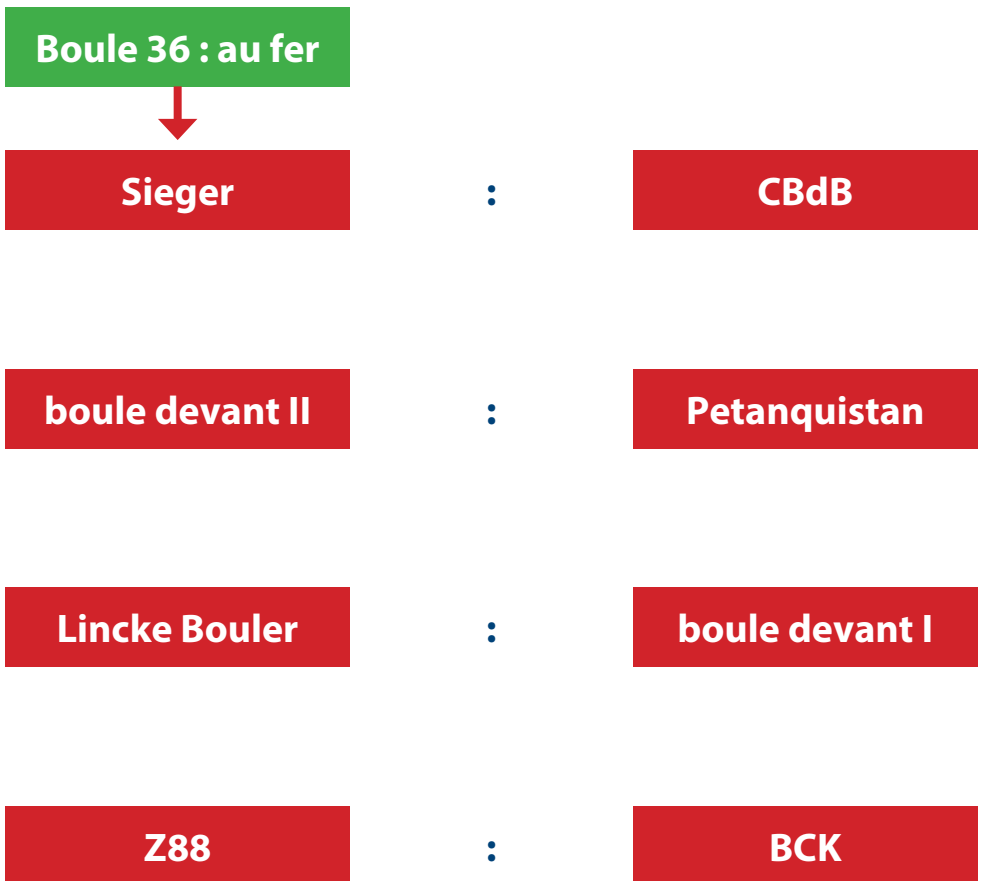 Boule 36 : au fer
Sieger : CBdB
boule devant II : Petanquistan
Lincke Bouler : boule devant I
Z88 : BCK